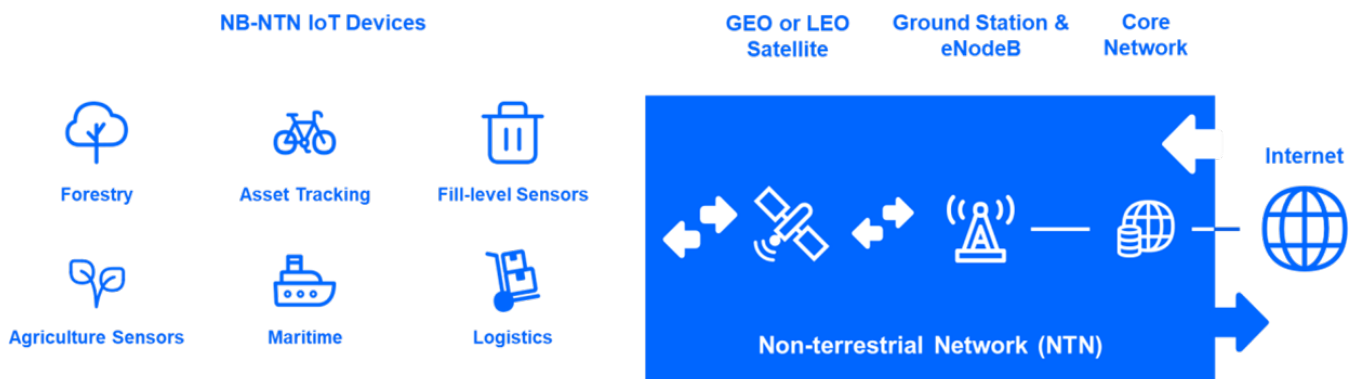 NB-NTN IoT Devices
GEO or LEO
Satellite
Ground Station &
eNodeB
Core
Network
Forestry
Asset Tracking
Fill-level Sensors
Agriculture Sensors
Maritime
Logistics
Internet
Non-terrestrial Network (NTN)